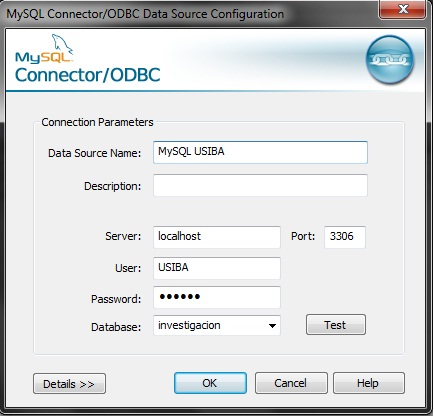 MySQL Connector/ODBC Data Source Configuration
MySQL
Connector/ODBC
Connection Parameters
Data Source Name: MySQL USIBA
Description:
Server: localhost Port: 3306
User: USIBA
Password: ••••••
Database: investigacion Test
Details >> OK Cancel Help